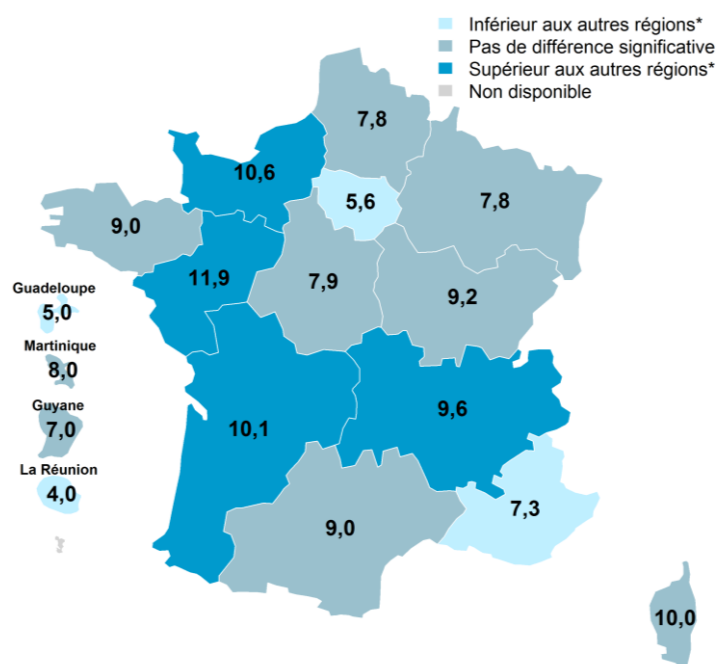 Inférieur aux autres régions*
Pas de différence significative
Supérieur aux autres régions*
Non disponible
7,8
10,6
5,6
7,8
9,0
11,9
7,9
9,2
Guadeloupe
5,0
Martinique
8,0
Guyane
7,0
La Réunion
4,0
10,1
9,6
9,0
7,3
10,0